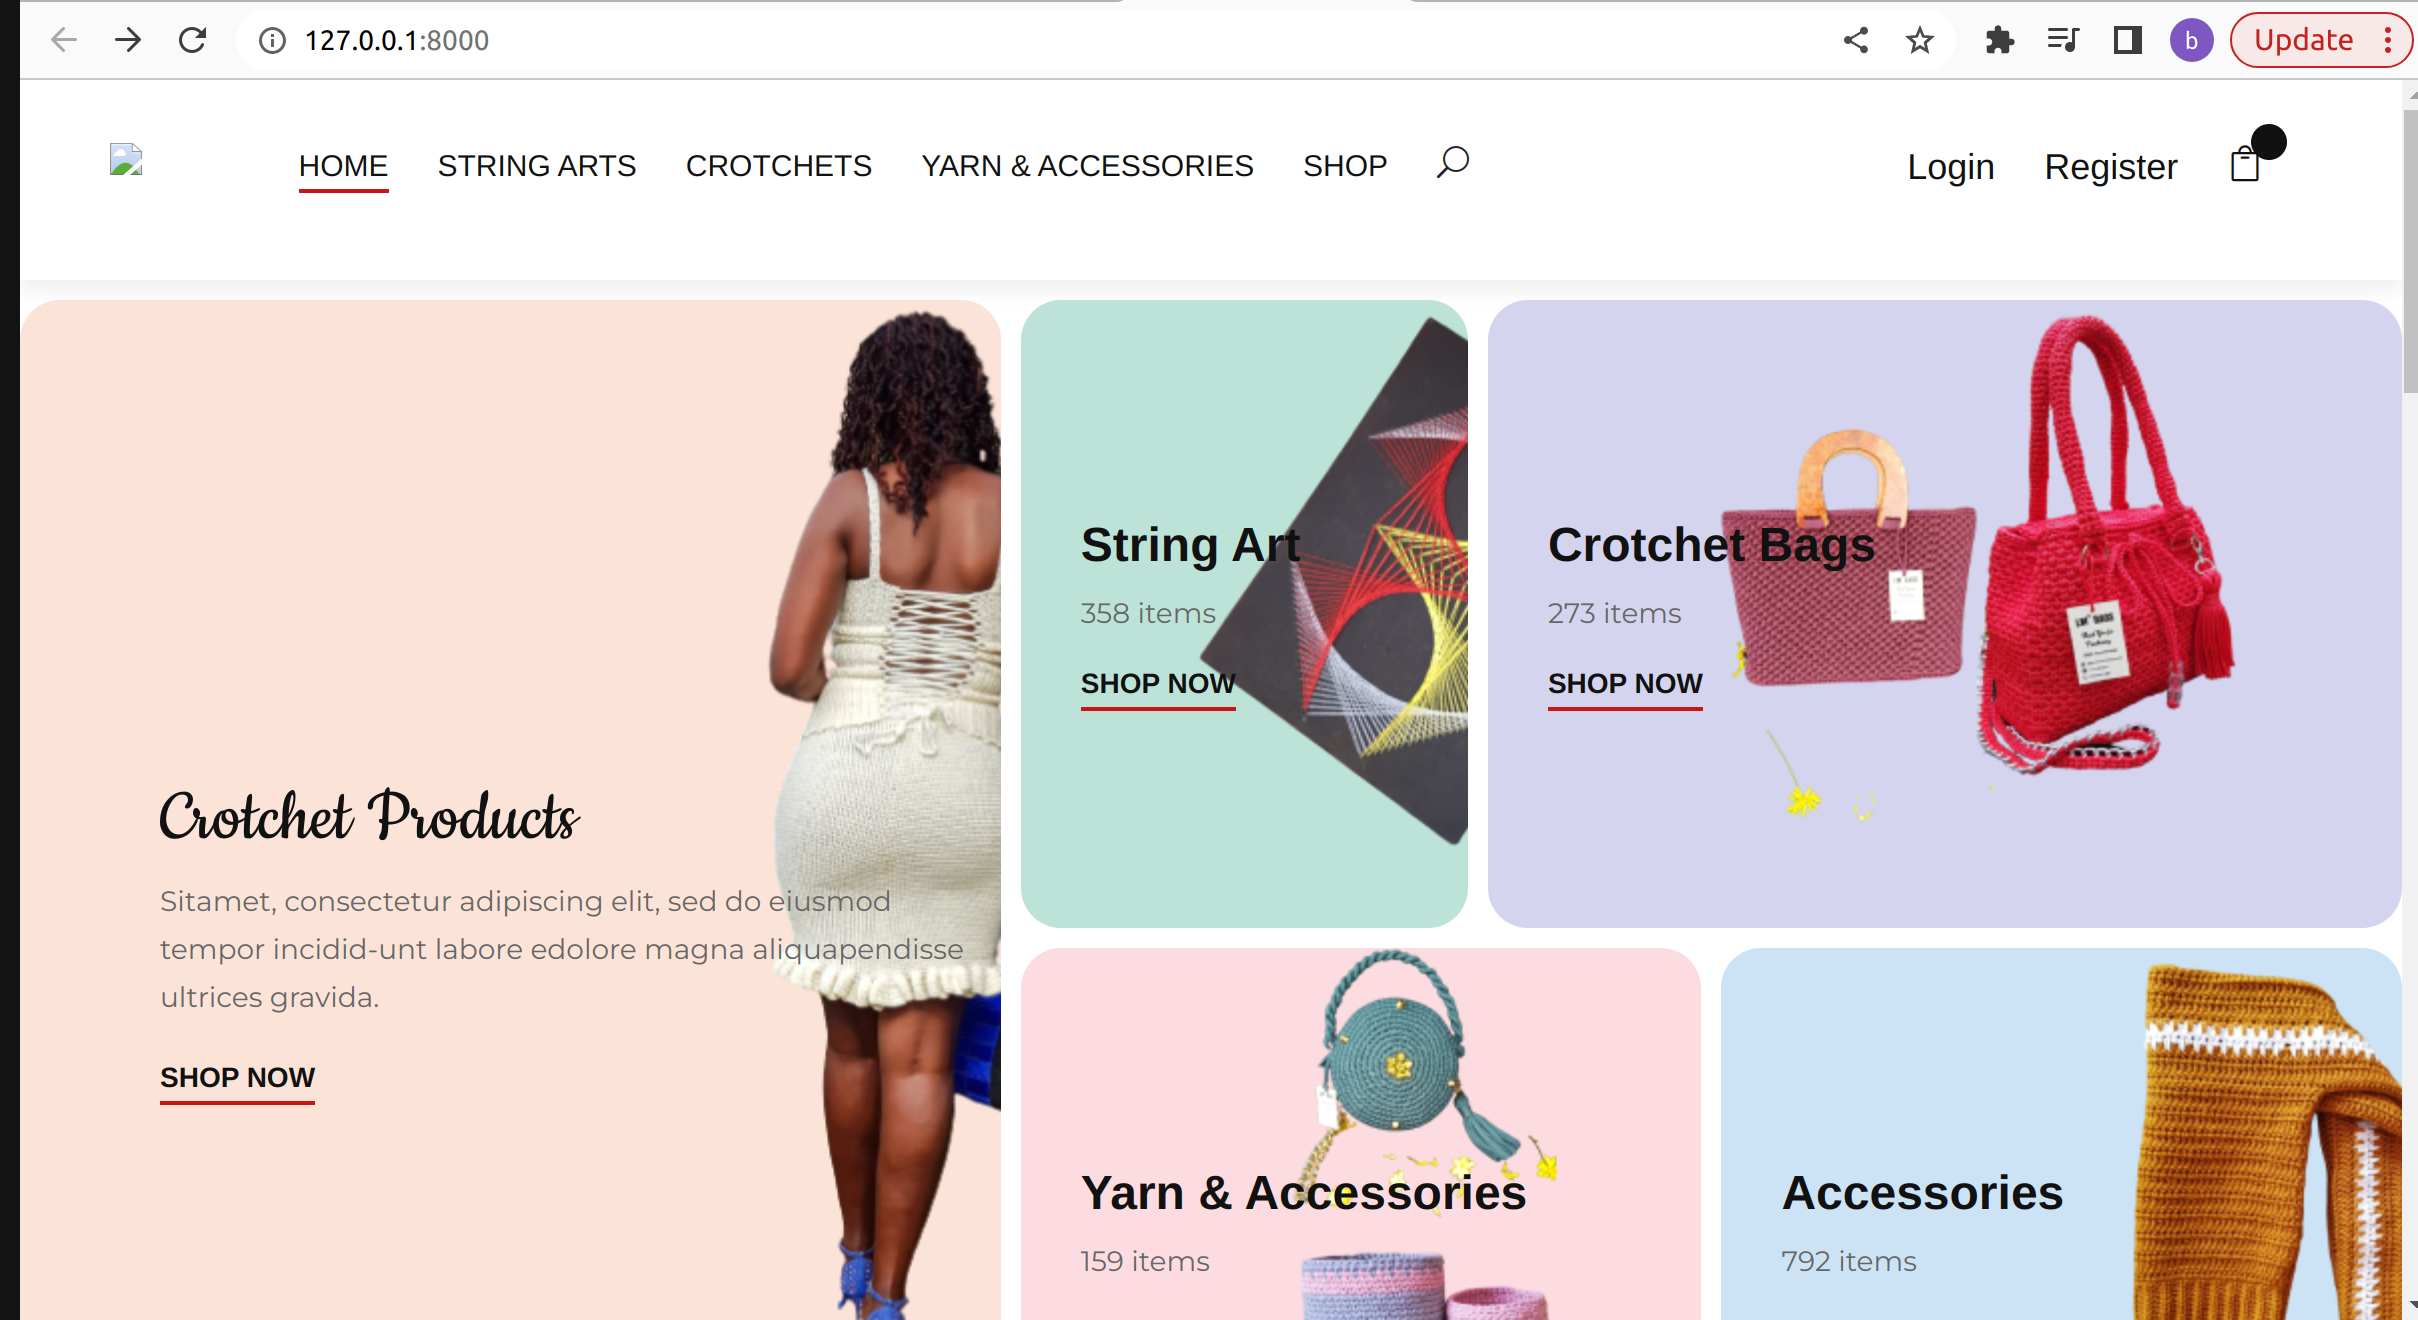 127.0.0.1:8000
b
Update
HOME
STRING ARTS
CROTCHETS
YARN & ACCESSORIES
SHOP
Login
Register
Crotchet Products
Sitamet, consectetur adipiscing elit, sed do eiusmod
tempor incidid-unt labore edolore magna aliquapendisse
ultrices gravida.
SHOP NOW
String Art
358 items
SHOP NOW
Crotchet Bags
273 items
SHOP NOW
Yarn & Accessories
159 items
Accessories
792 items